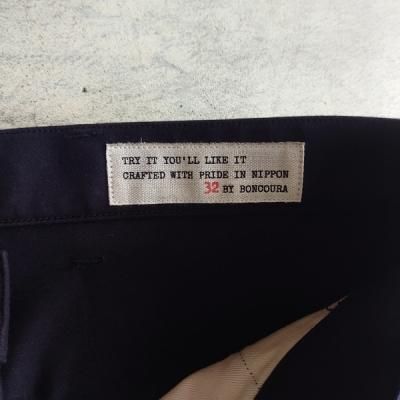 TRY IT YOU'LL LIKE IT
CRAFTED WITH PRIDE IN NIPPON
32 BY BONCOURA